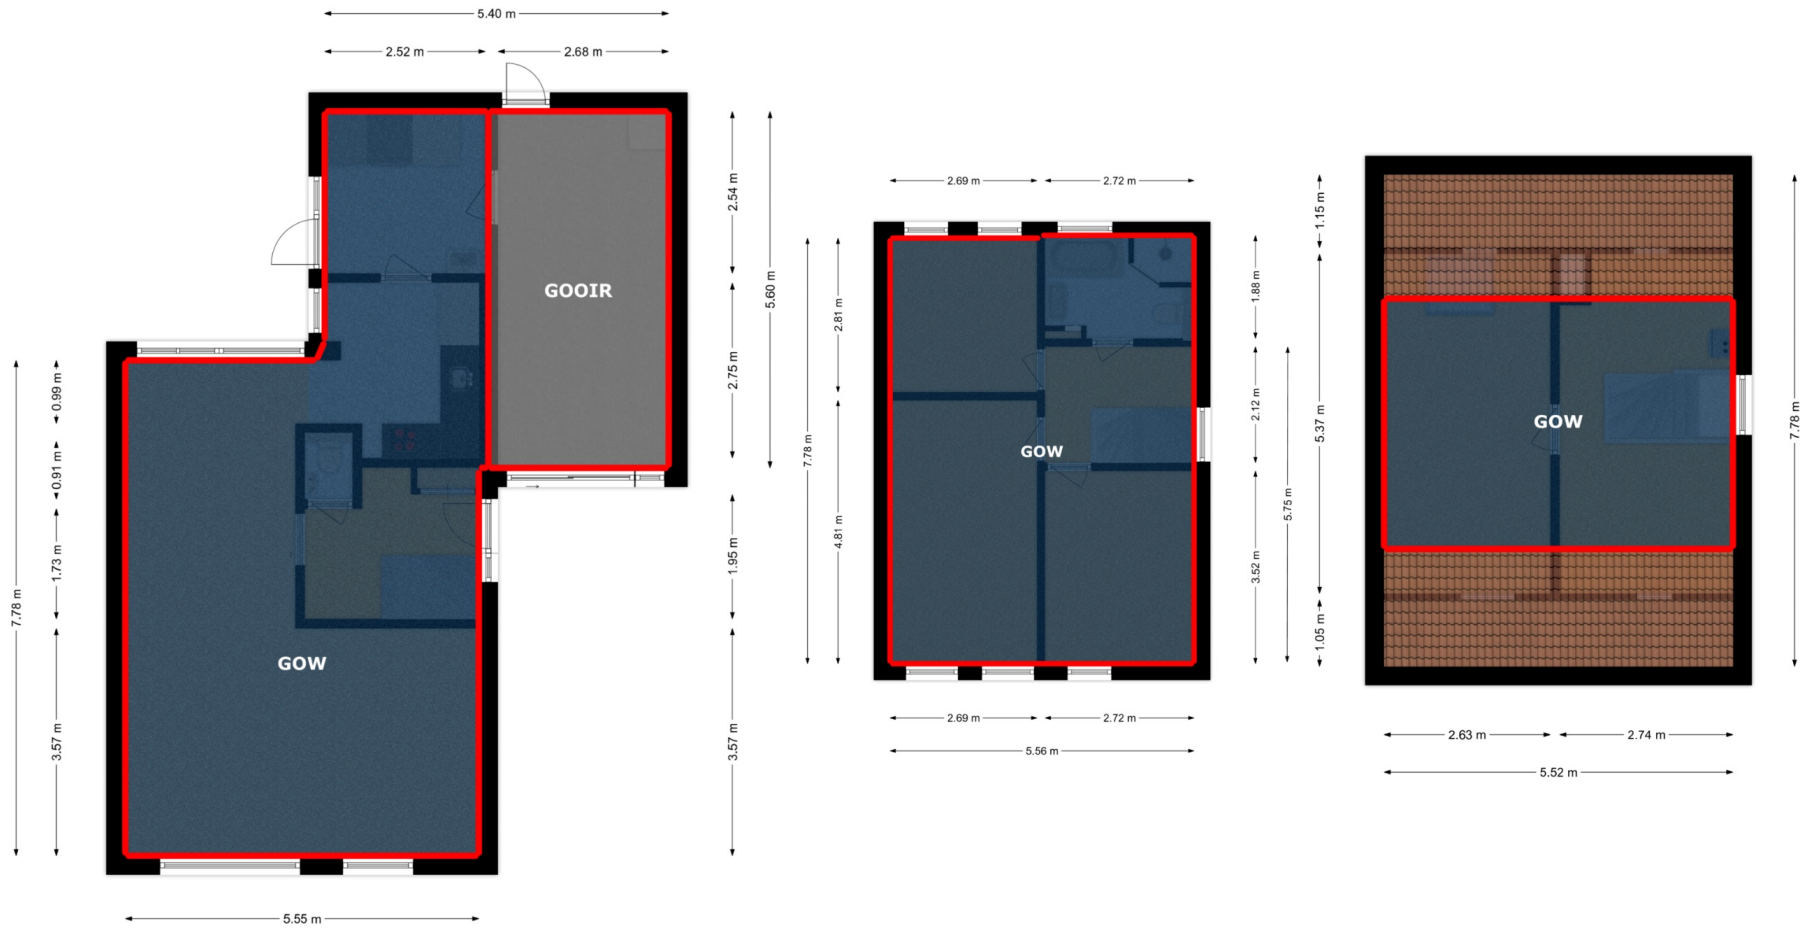 5.40 m
2.52 m
2.68 m
2.54 m
5.60 m
2.75 m
GOOIR
0.99 m
0.91 m
1.73 m
1.95 m
7.78 m
3.57 m
3.57 m
GOW
5.55 m
2.69 m
2.72 m
1.88 m
2.81 m
2.12 m
7.78 m
GOW
5.75 m
4.81 m
3.52 m
2.69 m
2.72 m
5.56 m
1.15 m
5.37 m
7.78 m
GOW
1.05 m
2.63 m
2.74 m
5.52 m